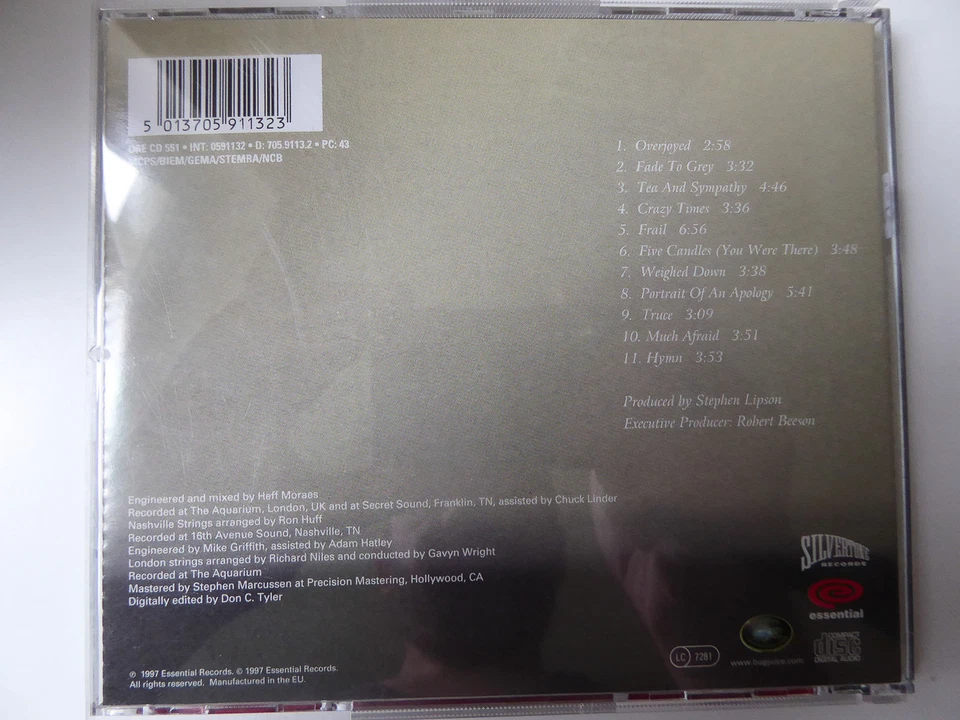 5 013705 911323
ORE CD 551 • INT: 0591132 • D: 705.9113.2 • PC: 43
MCPS/BIEM/GEMA/STEMRA/NCB
1. Overjoyed 2:58
2. Fade To Grey 3:32
3. Tea And Sympathy 4:46
4. Crazy Times 3:36
5. Frail 6:56
6. Five Candles (You Were There) 3:48
7. Weighed Down 3:38
8. Portrait Of An Apology 5:41
9. Truce 3:09
10. Much Afraid 3:51
11. Hymn 3:53
Produced by Stephen Lipson
Executive Producer: Robert Beeson
Engineered and mixed by Heff Moraes
Recorded at The Aquarium, London, UK and at Secret Sound, Franklin, TN, assisted by Chuck Linder
Nashville Strings arranged by Ron Huff
Recorded at 16th Avenue Sound, Nashville, TN
Engineered by Mike Griffith, assisted by Adam Hatley
London strings arranged by Richard Niles and conducted by Gavyn Wright
Recorded at The Aquarium
Mastered by Stephen Marcussen at Precision Mastering, Hollywood, CA
Digitally edited by Don C. Tyler
SILVERTONE
RECORDS
essential
LC 7281
www.hugjuice.com
COMPACT
disc
DIGITAL AUDIO
℗ 1997 Essential Records. © 1997 Essential Records.
All rights reserved. Manufactured in the EU.